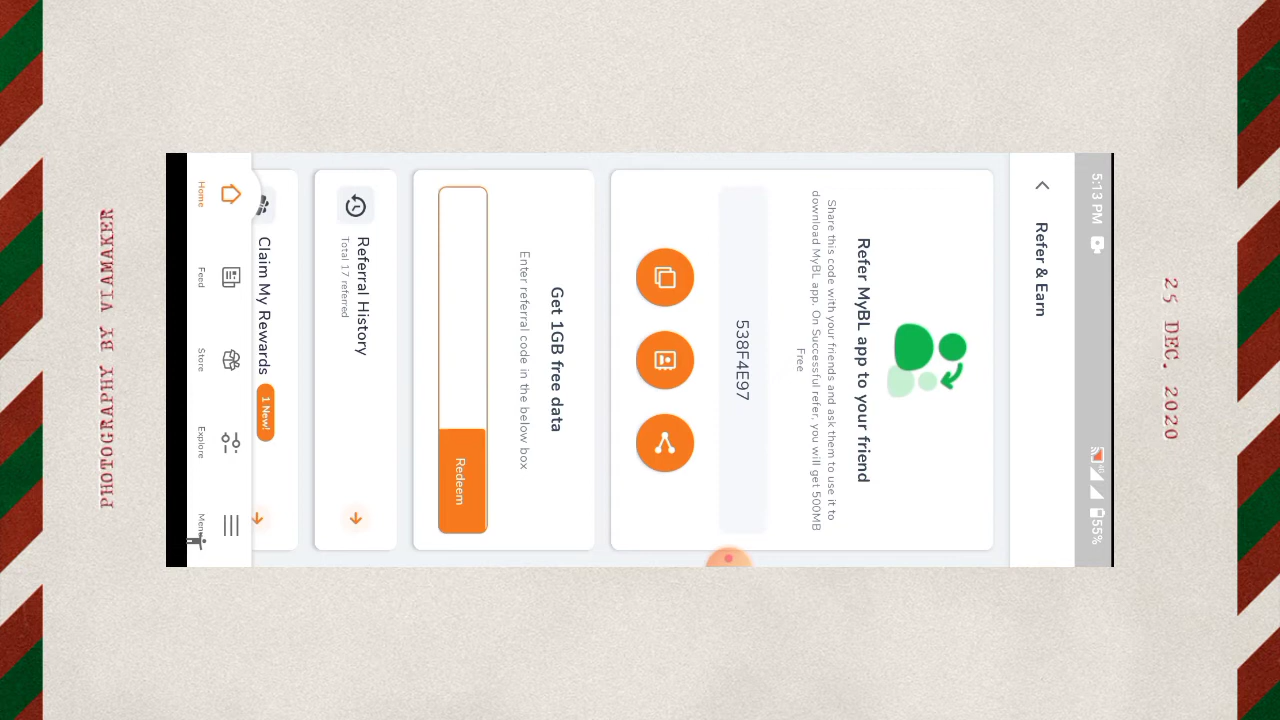 25 DEC. 2020
5:13 PM
4G
55%
Refer & Earn
Refer MyBL app to your friend
Share this code with your friends and ask them to use it to
download MyBL app. On Successful refer, you will get 500MB
Free
538F4E97
Get 1GB free data
Enter referral code in the below box
Redeem
Referral History
Total 17 referred
Claim My Rewards 1 New!
Home
Feed
Store
Explore
Menu
PHOTOGRAPHY BY VIAMAKER